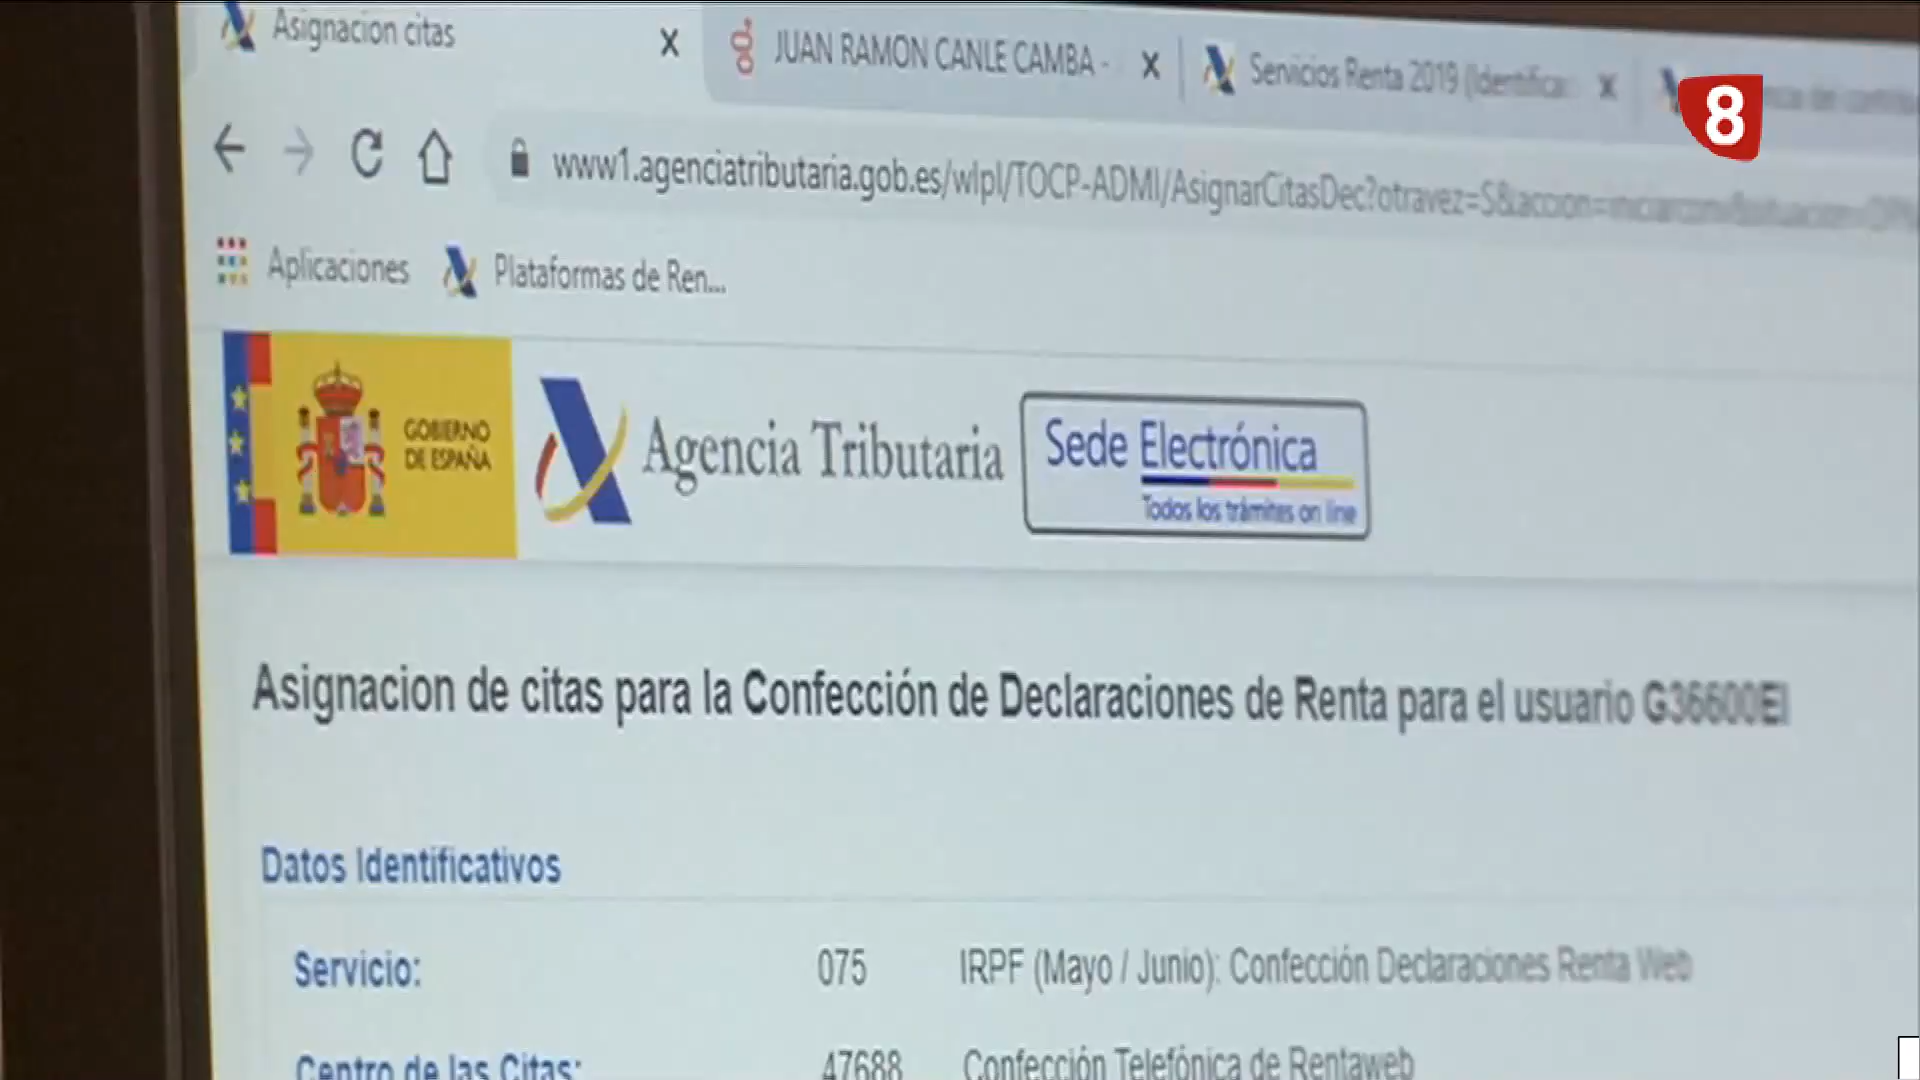 Asignacion citas
JUAN RAMON CANLE CAMBA -
Servicios Renta 2019 (Identifica
8
www1.agenciatributaria.gob.es/wlpl/TOCP-ADMI/AsignarCitasDec?otravez=S&accion=
Aplicaciones
Plataformas de Ren...
GOBIERNO
DE ESPAÑA
Agencia Tributaria
Sede Electrónica
Todos los trámites on line
Asignacion de citas para la Confección de Declaraciones de Renta para el usuario G36600EI
Datos Identificativos
Servicio: 075 IRPF (Mayo / Junio): Confección Declaraciones Renta Web
Centro de las Citas: 47688 Confección Telefónica de Rentaweb